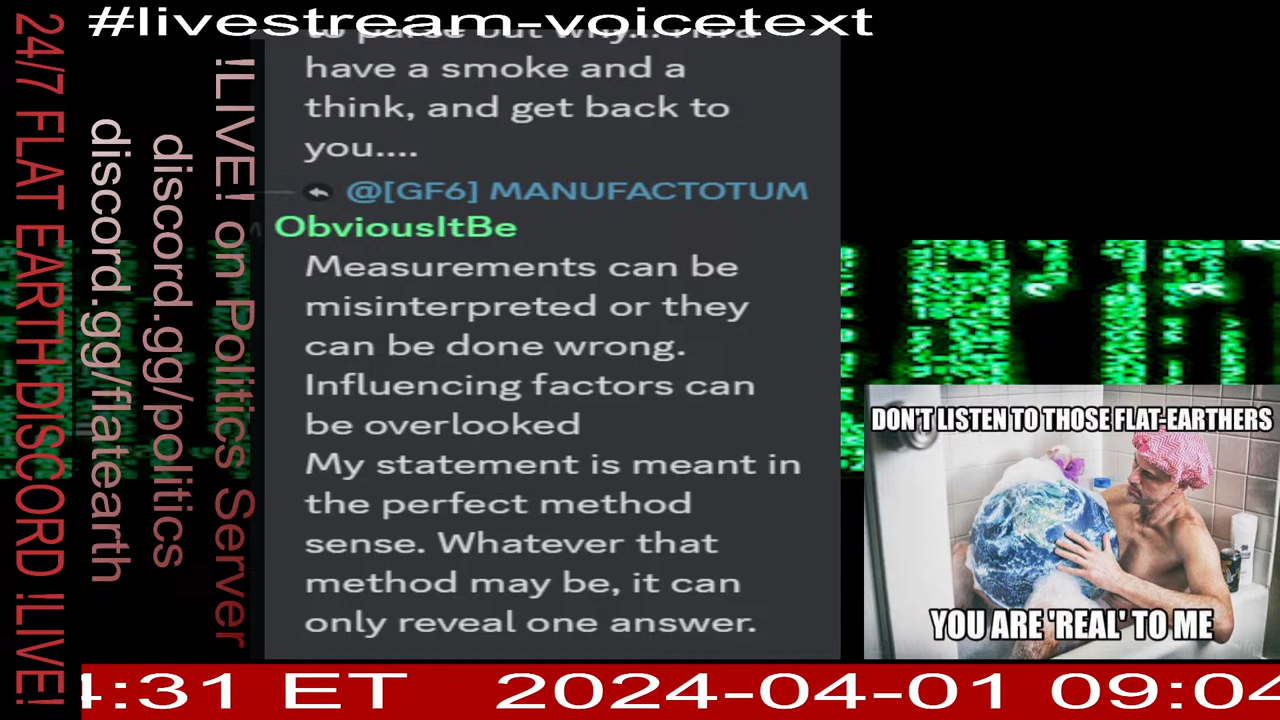 #livestream-voicetext
24/7 FLAT EARTH DISCORD !LIVE!
discord.gg/flatearth
discord.gg/politics
!LIVE! on Politics Server
have a smoke and a
think, and get back to
you....
@[GF6] MANUFACTOTUM
ObviousItBe
Measurements can be
misinterpreted or they
can be done wrong.
Influencing factors can
be overlooked
My statement is meant in
the perfect method
sense. Whatever that
method may be, it can
only reveal one answer.
DON'T LISTEN TO THOSE FLAT-EARTHERS
YOU ARE 'REAL' TO ME
4:31 ET 2024-04-01 09:04